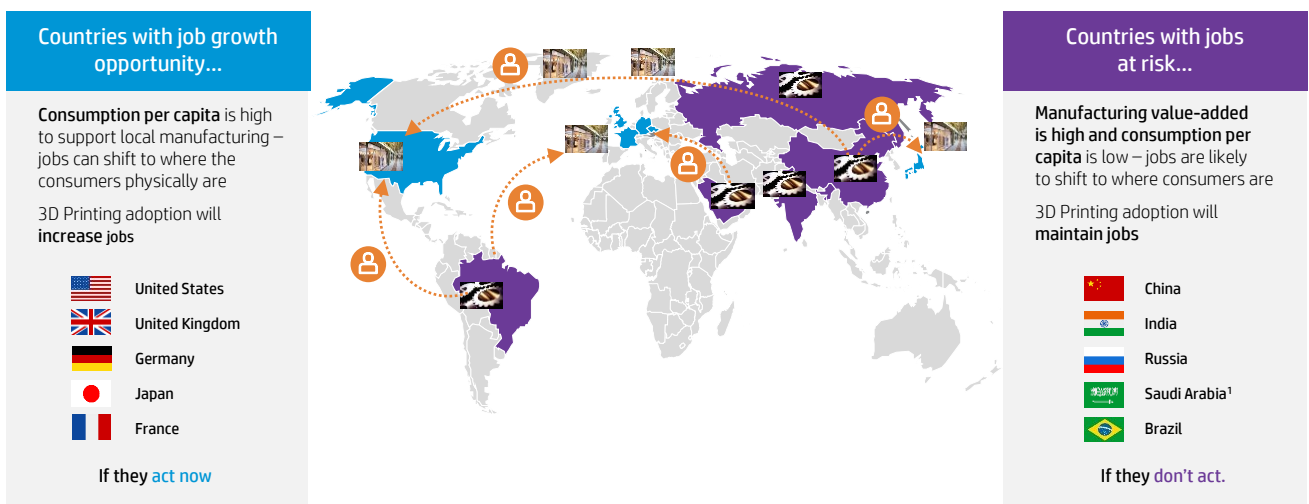 Countries with job growth
opportunity...
Consumption per capita is high
to support local manufacturing –
jobs can shift to where the
consumers physically are
3D Printing adoption will
increase jobs
United States
United Kingdom
Germany
Japan
France
If they act now
Countries with jobs
at risk...
Manufacturing value-added
is high and consumption per
capita is low – jobs are likely
to shift to where consumers are
3D Printing adoption will
maintain jobs
China
India
Russia
Saudi Arabia¹
Brazil
If they don't act.